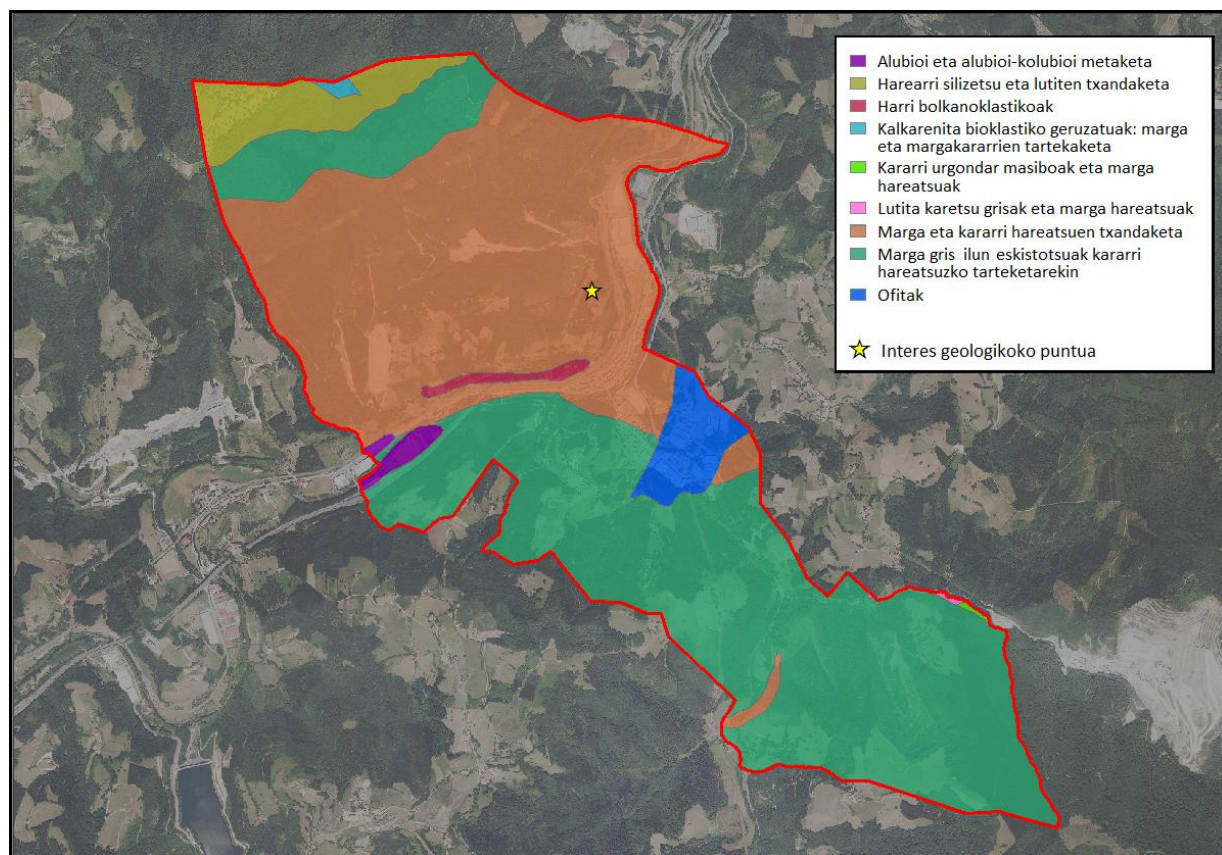 Alubioi eta alubioi-kolubioi metaketa
Harearri silizetsu eta lutiten txandaketa
Harri bolkanoklastikoak
Kalkarenita bioklastiko geruzatuak: marga
eta margakararrien tartekaketa
Kararri urgondar masiboak eta marga
hareatsuak
Lutita karetsu grisak eta marga hareatsuak
Marga eta kararri hareatsuen txandaketa
Marga gris ilun eskistotsuak kararri
hareatsuzko tarteketarekin
Ofitak
Interes geologikoko puntua